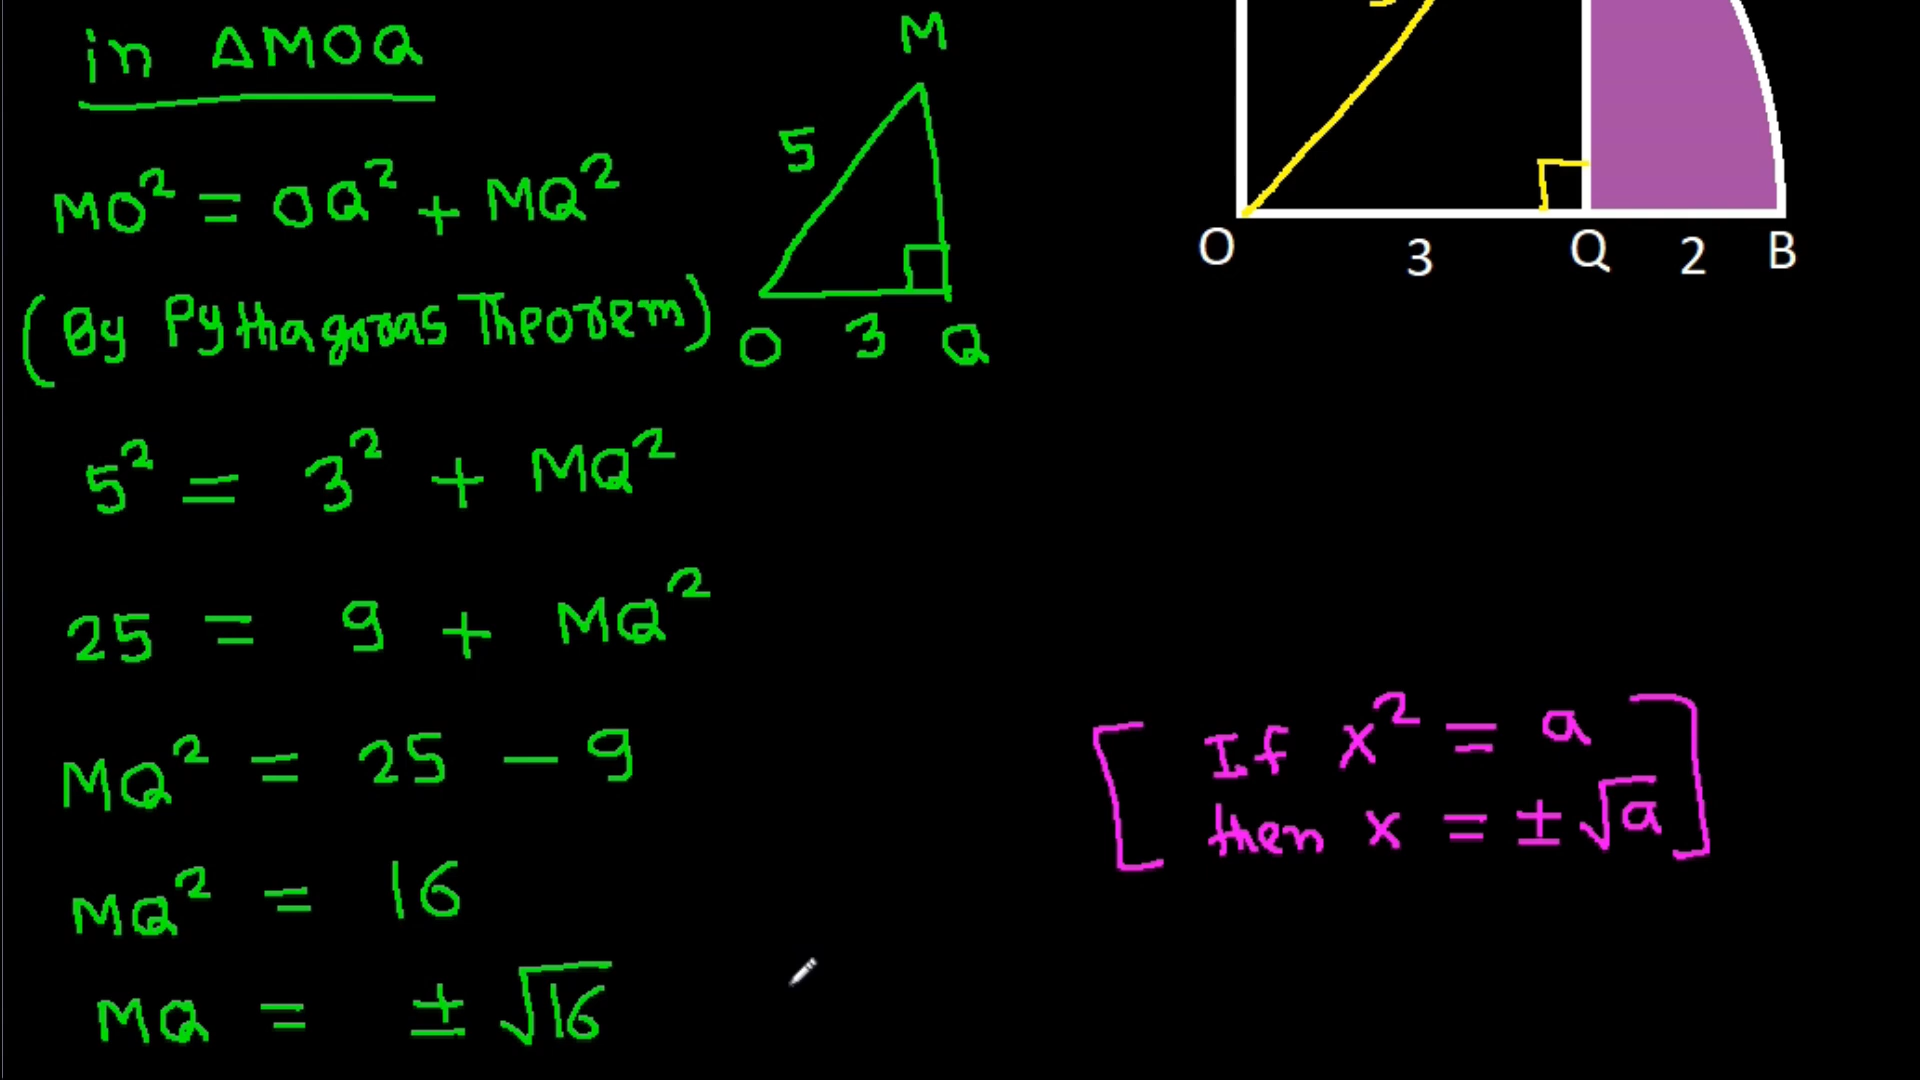 in ΔMOQ
MO² = OQ² + MQ²
(By Pythagoras Theorem)
5² = 3² + MQ²
25 = 9 + MQ²
MQ² = 25 - 9
MQ² = 16
MQ = ± √16
M
5
O 3 Q
O 3 Q 2 B
[ If x² = a
then x = ± √a ]